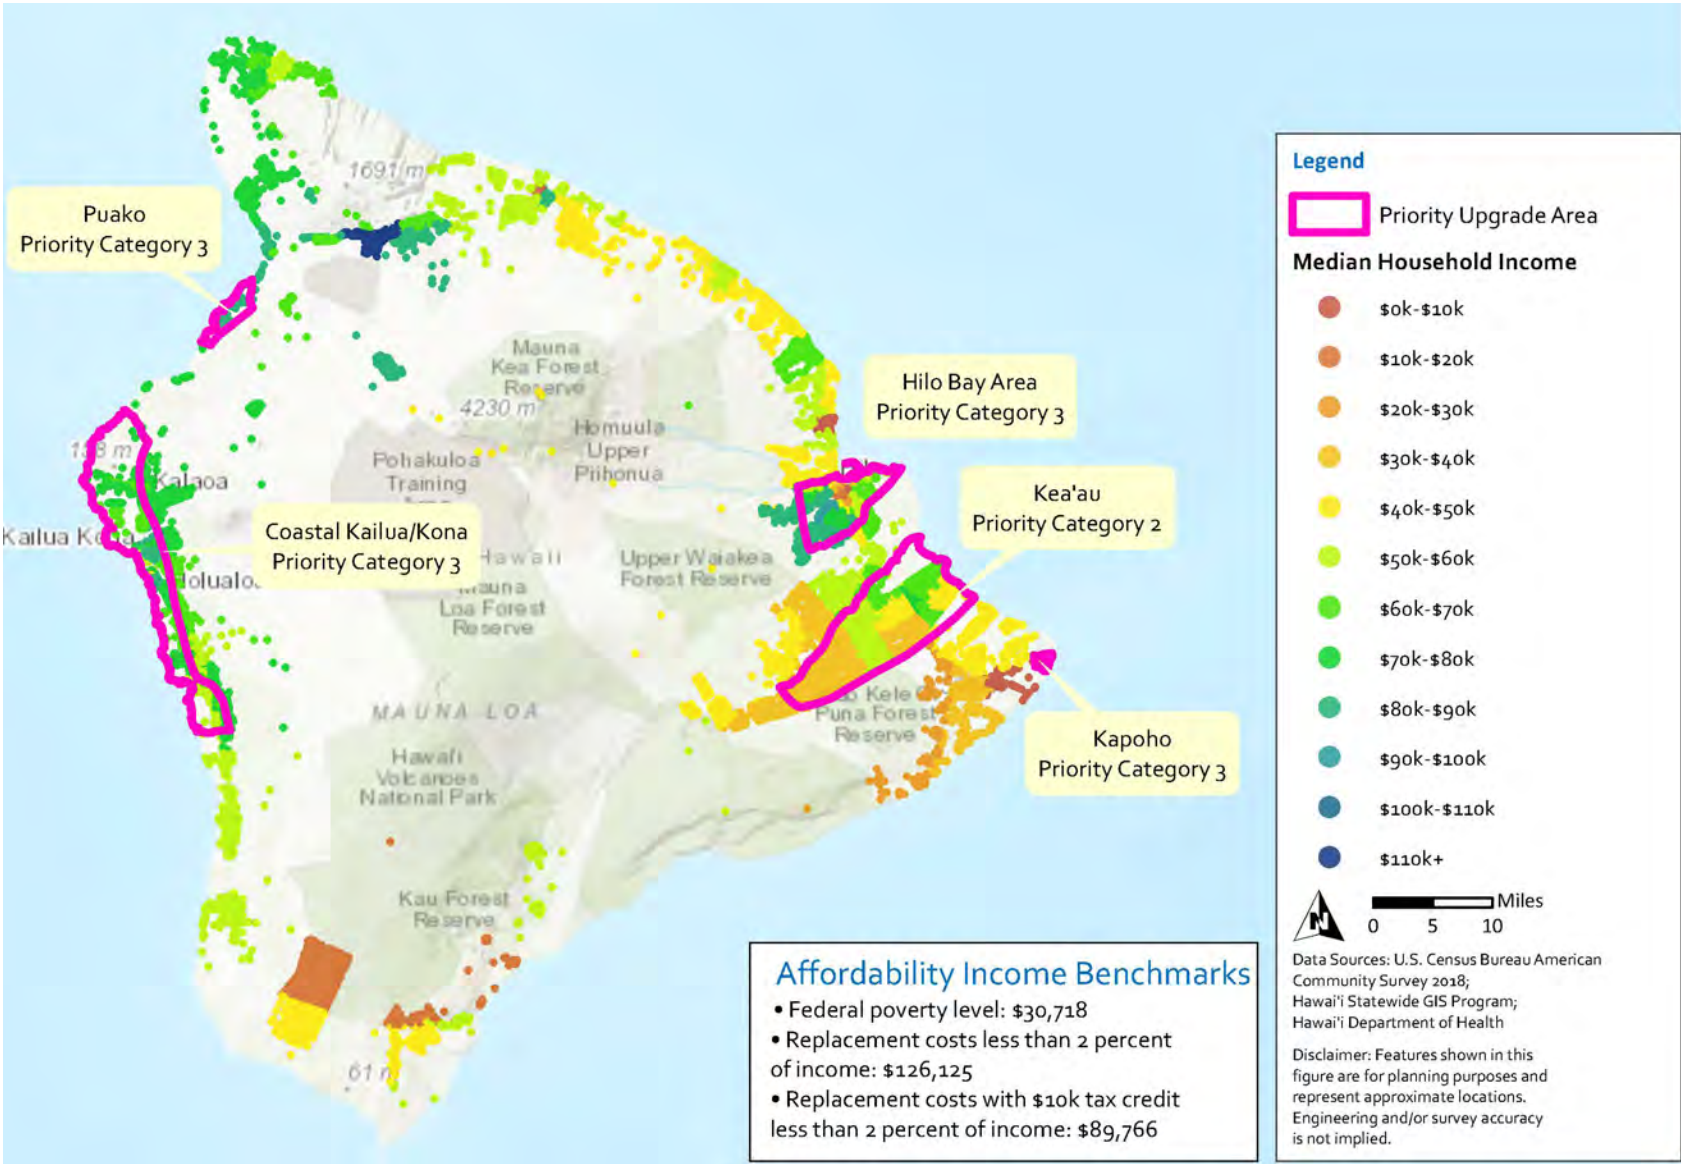 1691 m
Puako
Priority Category 3
Mauna
Kea Forest
Reserve
4230 m
Hilo Bay Area
Priority Category 3
Homuula
Upper
Piihonua
Pohakuloa
Training
Kalaoa
Kea'au
Priority Category 2
Kailua
Coastal Kailua/Kona
Priority Category 3
Hawaii
Upper Waiakea
Forest Reserve
Mauna
Loa Forest
Reserve
MAUNA LOA
Kele
Puna Forest
Reserve
Kapoho
Priority Category 3
Hawaii
Volcanoes
National Park
Kau Forest
Reserve
Affordability Income Benchmarks
• Federal poverty level: $30,718
• Replacement costs less than 2 percent
of income: $126,125
• Replacement costs with $10k tax credit
less than 2 percent of income: $89,766
Legend
Priority Upgrade Area
Median Household Income
$0k-$10k
$10k-$20k
$20k-$30k
$30k-$40k
$40k-$50k
$50k-$60k
$60k-$70k
$70k-$80k
$80k-$90k
$90k-$100k
$100k-$110k
$110k+
N
Miles
0 5 10
Data Sources: U.S. Census Bureau American
Community Survey 2018;
Hawai'i Statewide GIS Program;
Hawai'i Department of Health
Disclaimer: Features shown in this
figure are for planning purposes and
represent approximate locations.
Engineering and/or survey accuracy
is not implied.